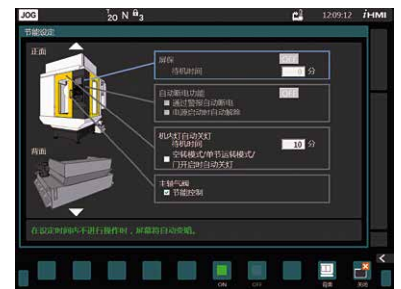 JOG
20 N 3
12:09:12
iHMI
节能设定
正面
屏保
OFF
待机时间
0 分
自动断电功能
OFF
通过警报自动断电
电源启动时自动解除
机内灯自动关灯
待机时间
10 分
空转模式/单节运转模式/
门开启时自动关灯
主轴气阀
节能控制
背面
在设定时间内不进行操作时，屏幕将自动变暗。
ON
OFF
关闭